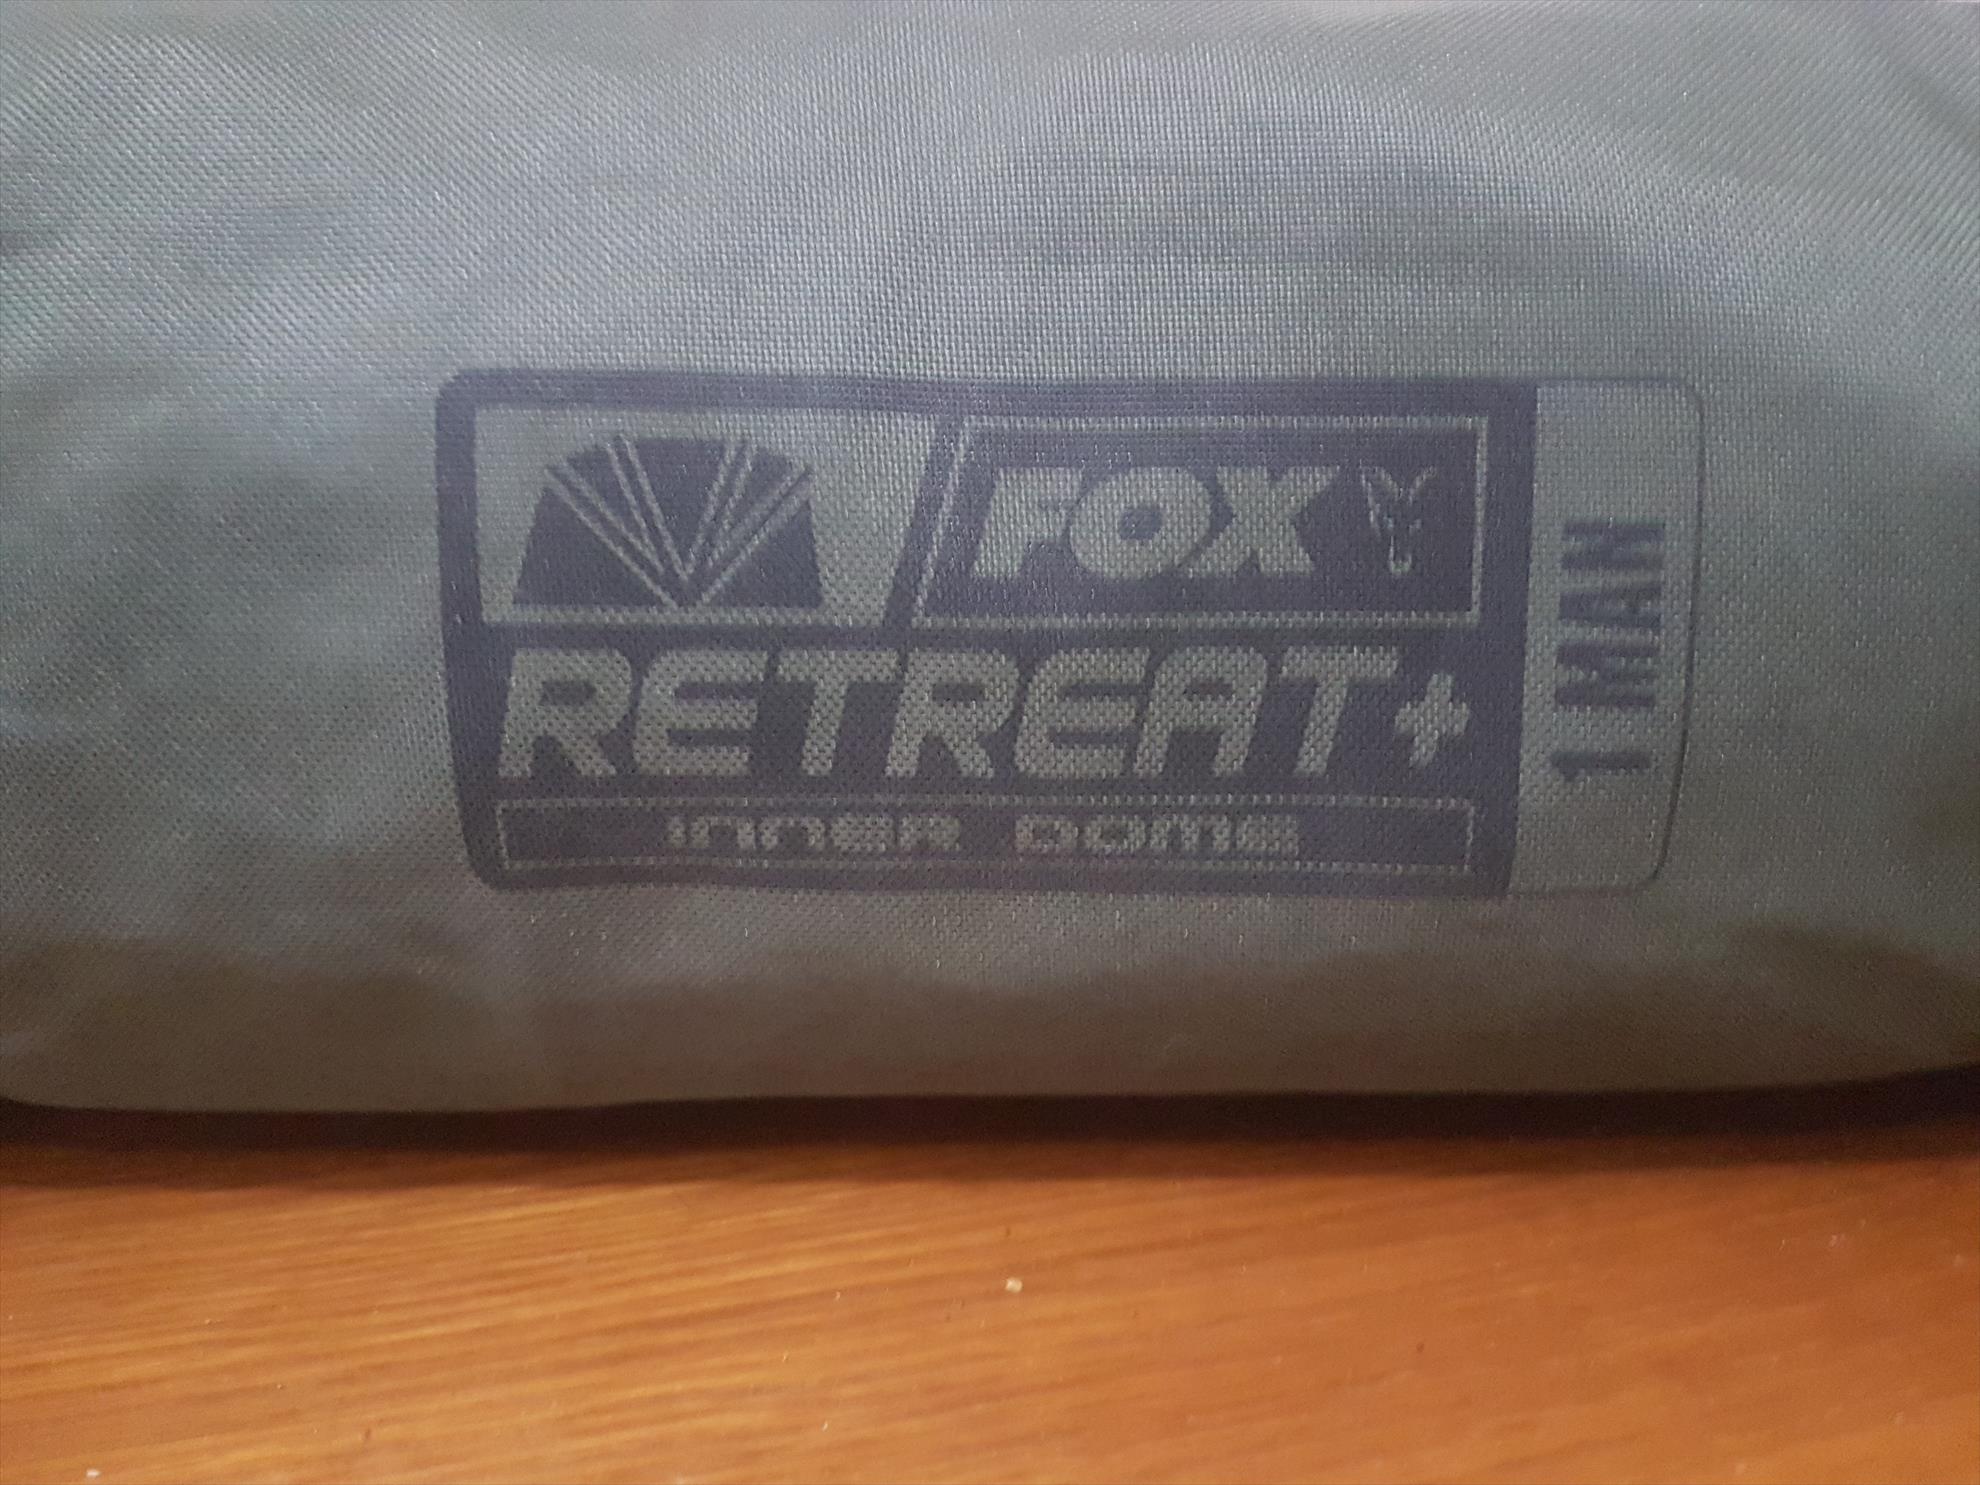 FOX
RETREAT+
INNER DOME
1 MAN